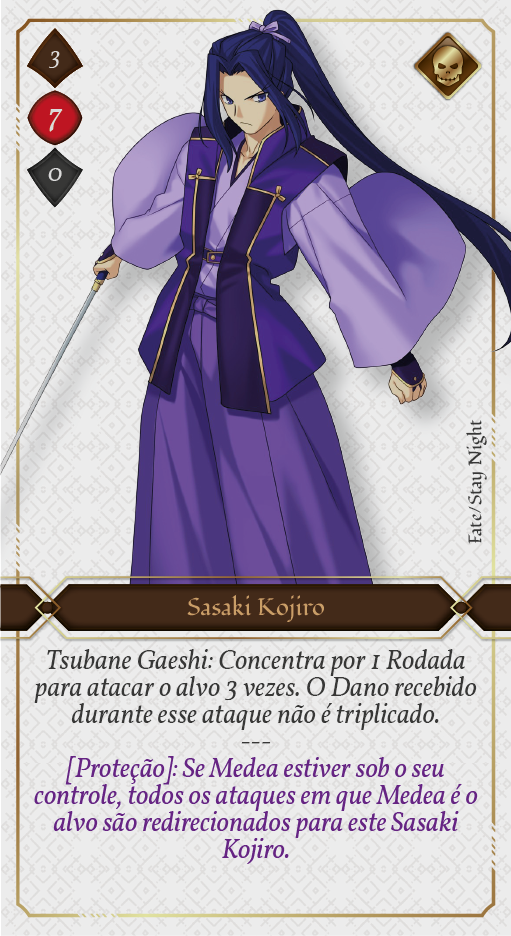 3
7
0
Fate/Stay Night
Sasaki Kojiro
Tsubane Gaeshi: Concentra por 1 Rodada
para atacar o alvo 3 vezes. O Dano recebido
durante esse ataque não é triplicado.
---
[Proteção]: Se Medea estiver sob o seu
controle, todos os ataques em que Medea é o
alvo são redirecionados para este Sasaki
Kojiro.